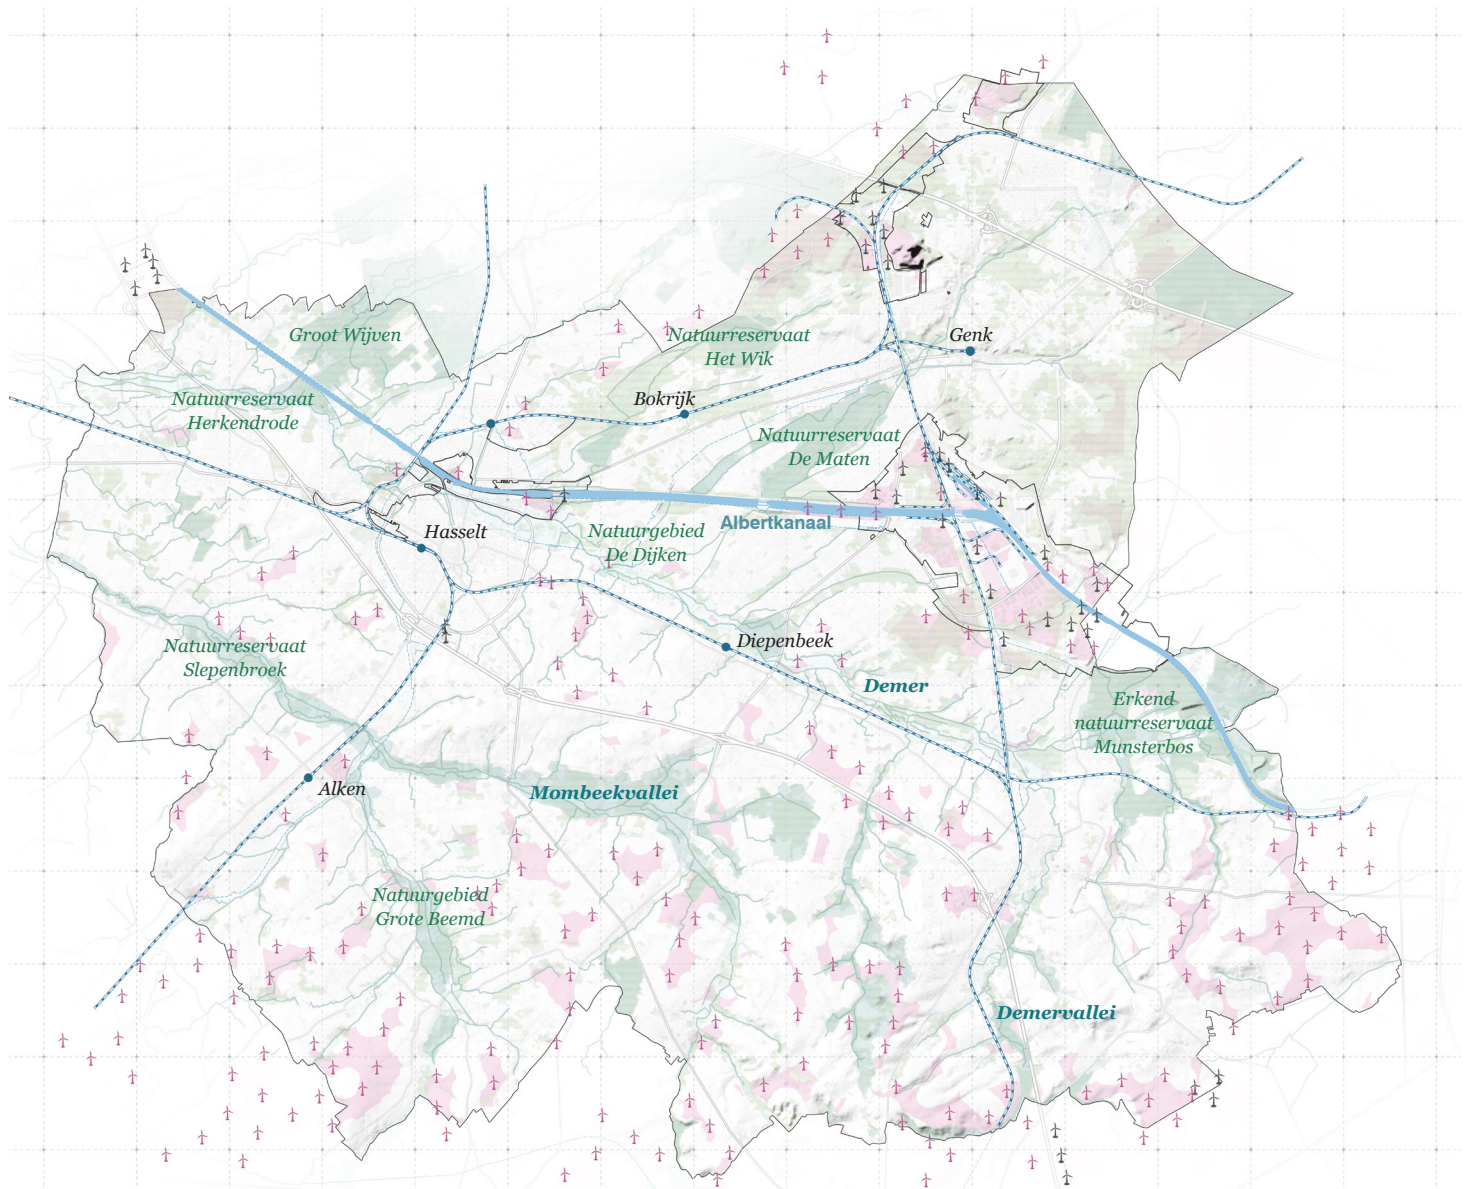 Groot Wijven
Natuurreservaat
Het Wik
Genk
Natuurreservaat
Herkendrode
Bokrijk
Natuurreservaat
De Maten
Albertkanaal
Hasselt
Natuurgebied
De Dijken
Natuurreservaat
Slepenbroek
Diepenbeek
Demer
Erkend
natuurreservaat
Munsterbos
Alken
Mombeekvallei
Natuurgebied
Grote Beemd
Demervallei